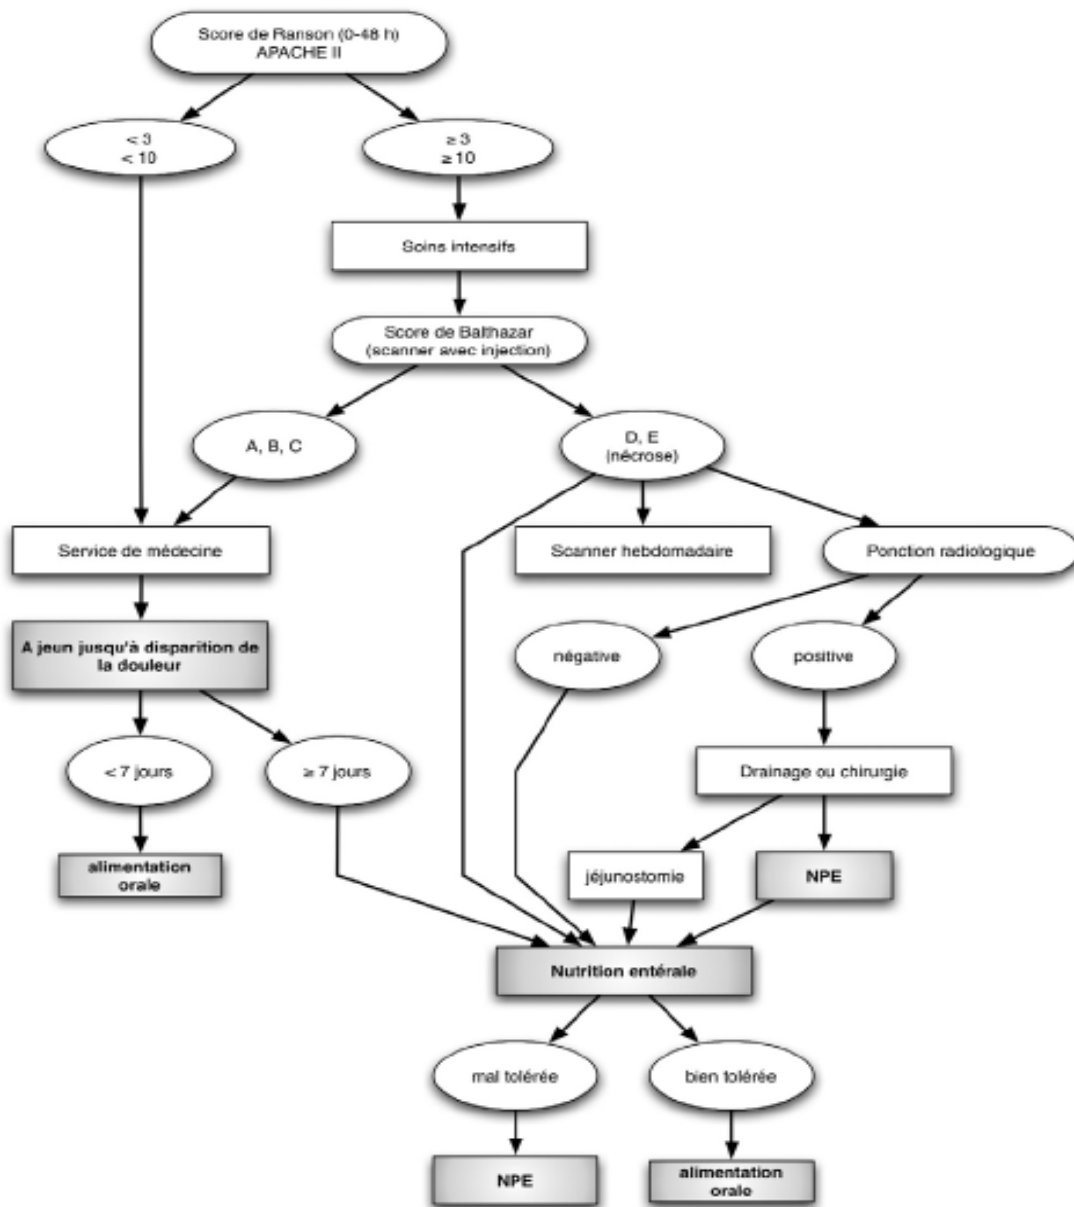 Score de Ranson (0-48 h)
APACHE II
< 3
< 10
≥ 3
≥ 10
Soins intensifs
Score de Balthazar
(scanner avec injection)
A, B, C
D, E
(nécrose)
Service de médecine
Scanner hebdomadaire
Ponction radiologique
A jeun jusqu'à disparition de
la douleur
négative
positive
< 7 jours
≥ 7 jours
Drainage ou chirurgie
alimentation
orale
jéjunostomie
NPE
Nutrition entérale
mal tolérée
bien tolérée
NPE
alimentation
orale